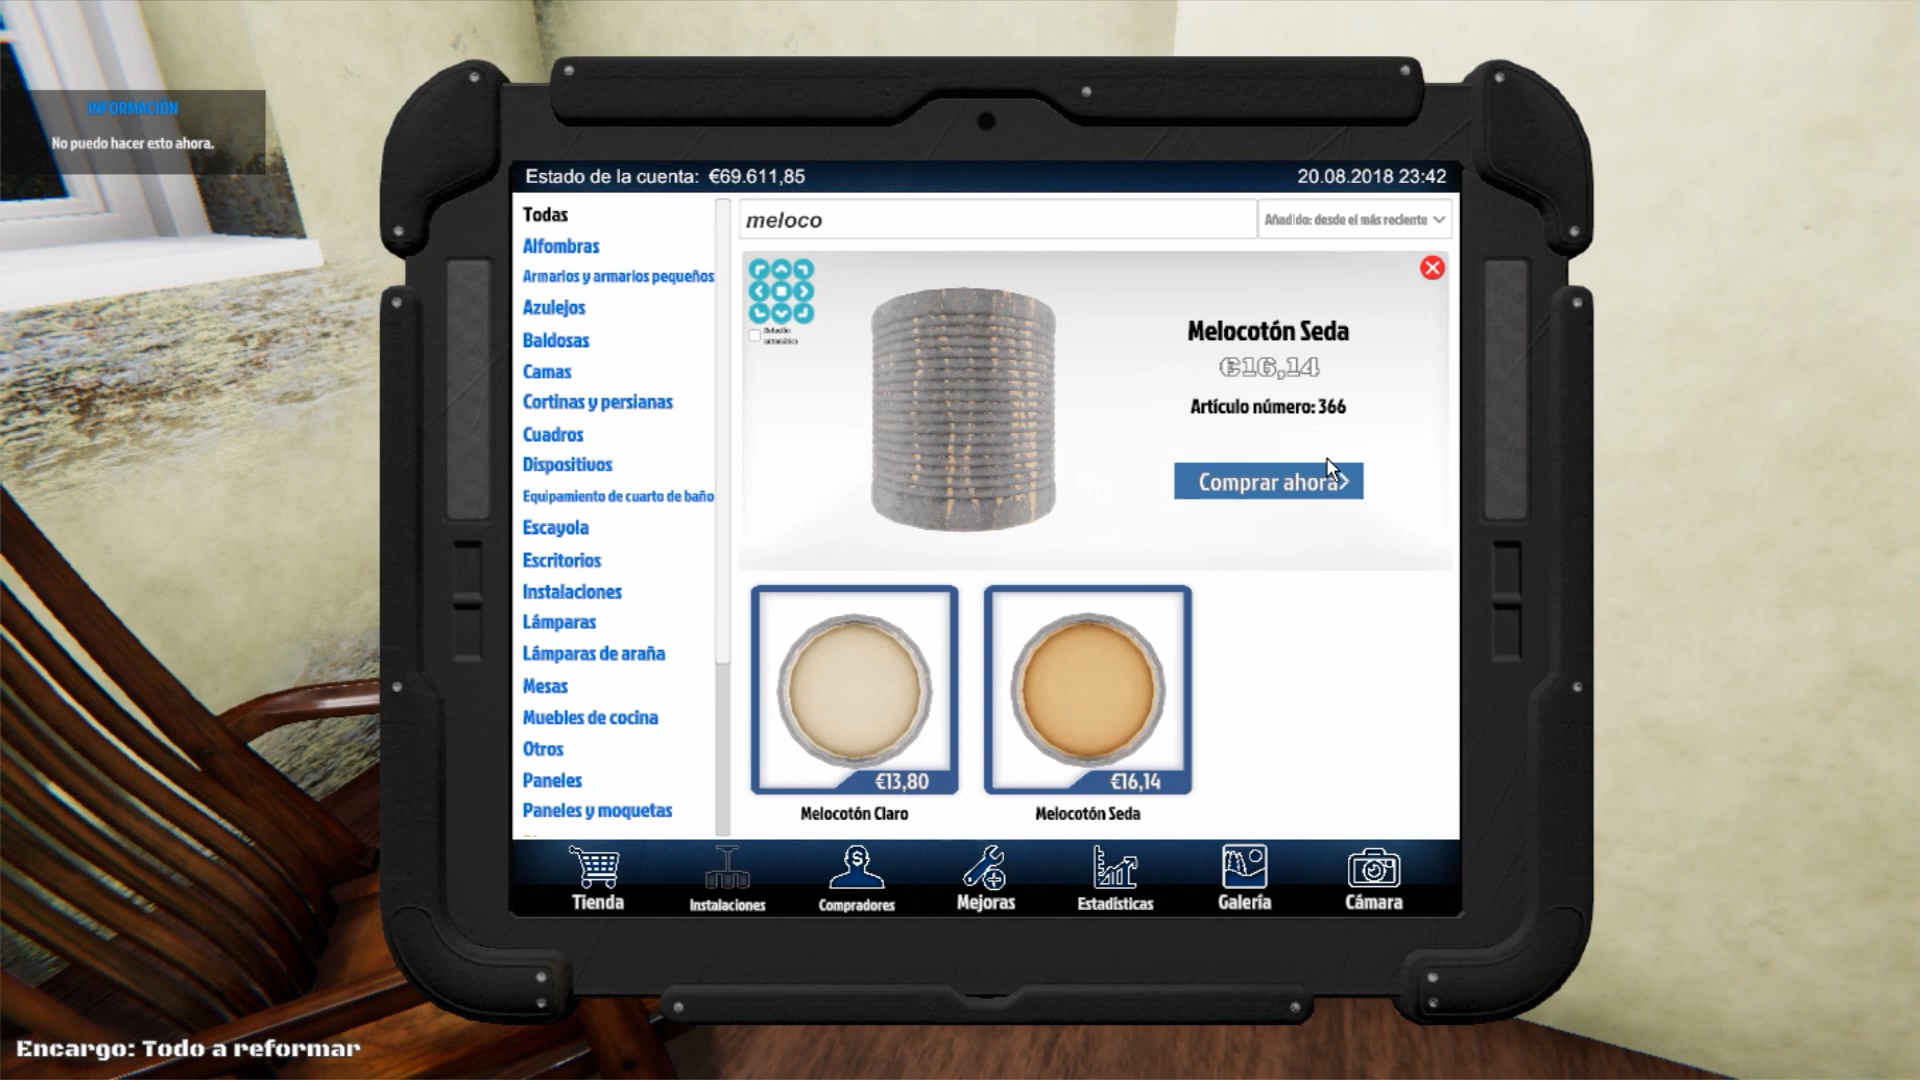 INFORMACIÓN
No puedo hacer esto ahora.
Estado de la cuenta: €69.611,85
20.08.2018 23:42
Todas
Alfombras
Armarios y armarios pequeños
Azulejos
Baldosas
Camas
Cortinas y persianas
Cuadros
Dispositivos
Equipamiento de cuarto de baño
Escayola
Escritorios
Instalaciones
Lámparas
Lámparas de araña
Mesas
Muebles de cocina
Otros
Paneles
Paneles y moquetas
meloco
Añadido: desde el más reciente
Rotación
automática
Melocotón Seda
€16,14
Artículo número: 366
Comprar ahora
€13,80
Melocotón Claro
€16,14
Melocotón Seda
Tienda
Instalaciones
Compradores
Mejoras
Estadísticas
Galería
Cámara
Encargo: Todo a reformar